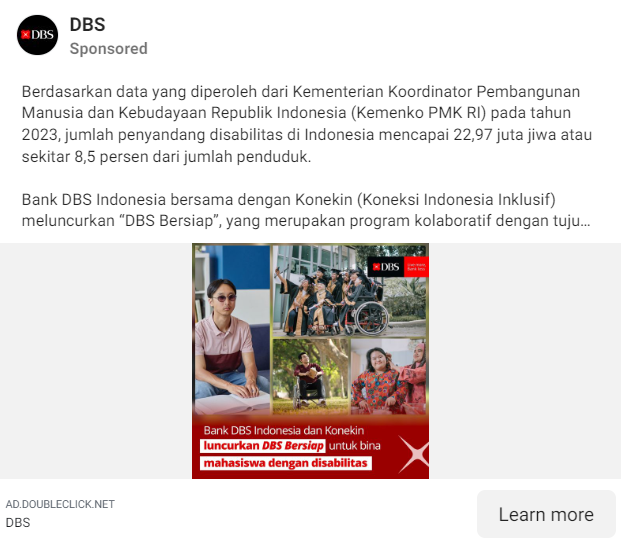 DBS
DBS
Sponsored
Berdasarkan data yang diperoleh dari Kementerian Koordinator Pembangunan
Manusia dan Kebudayaan Republik Indonesia (Kemenko PMK RI) pada tahun
2023, jumlah penyandang disabilitas di Indonesia mencapai 22,97 juta jiwa atau
sekitar 8,5 persen dari jumlah penduduk.
Bank DBS Indonesia bersama dengan Konekin (Koneksi Indonesia Inklusif)
meluncurkan “DBS Bersiap”, yang merupakan program kolaboratif dengan tuju...
DBS
Bank DBS Indonesia dan Konekin
luncurkan DBS Bersiap untuk bina
mahasiswa dengan disabilitas
AD.DOUBLECLICK.NET
DBS
Learn more